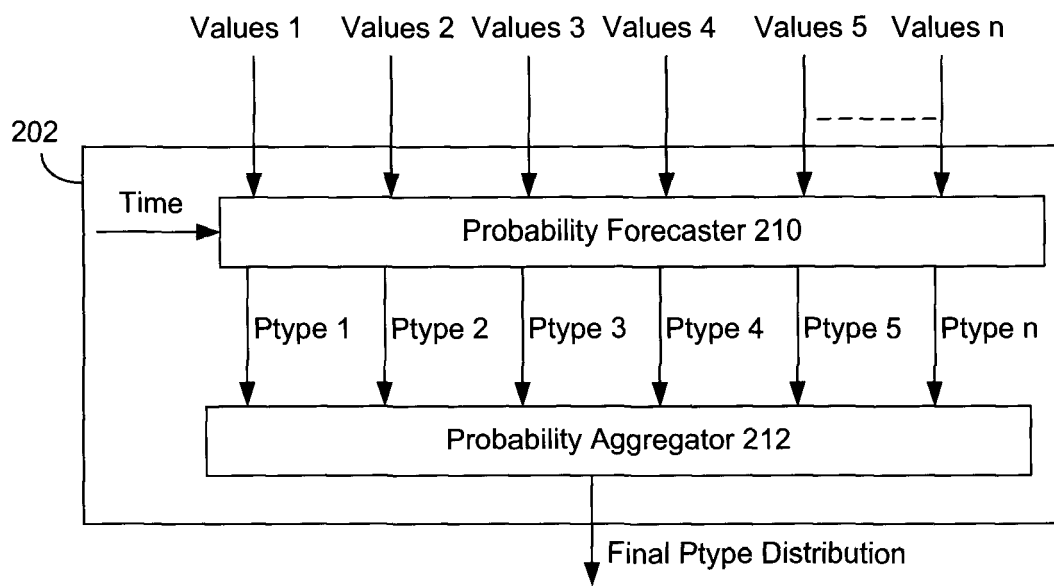 Values 1 Values 2 Values 3 Values 4 Values 5 Values n
202
Time
Probability Forecaster 210
Ptype 1 Ptype 2 Ptype 3 Ptype 4 Ptype 5 Ptype n
Probability Aggregator 212
Final Ptype Distribution